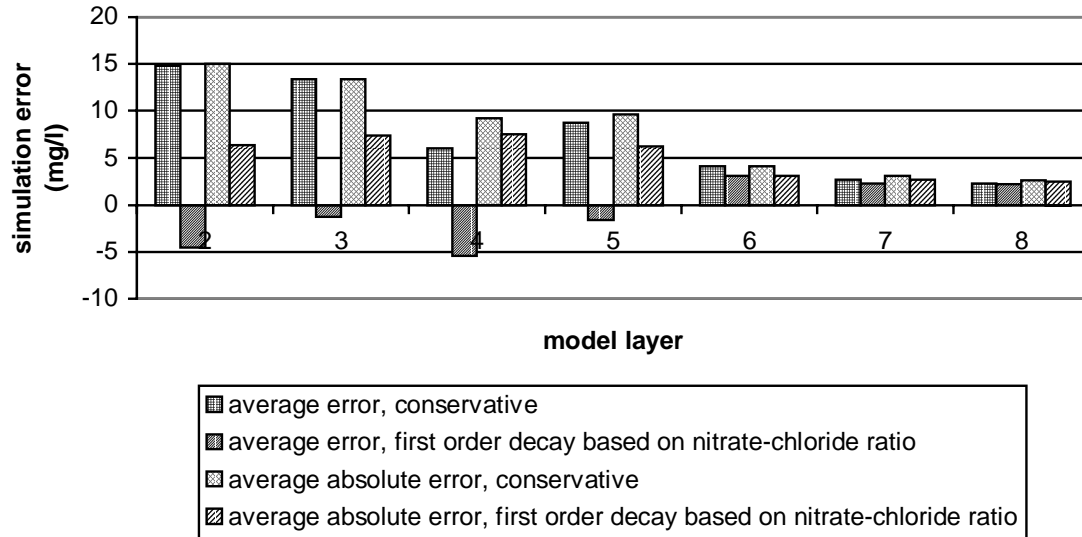 20
15
10
5
0
-5
-10
simulation error
(mg/l)
2 3 4 5 6 7 8
model layer
average error, conservative
average error, first order decay based on nitrate-chloride ratio
average absolute error, conservative
average absolute error, first order decay based on nitrate-chloride ratio